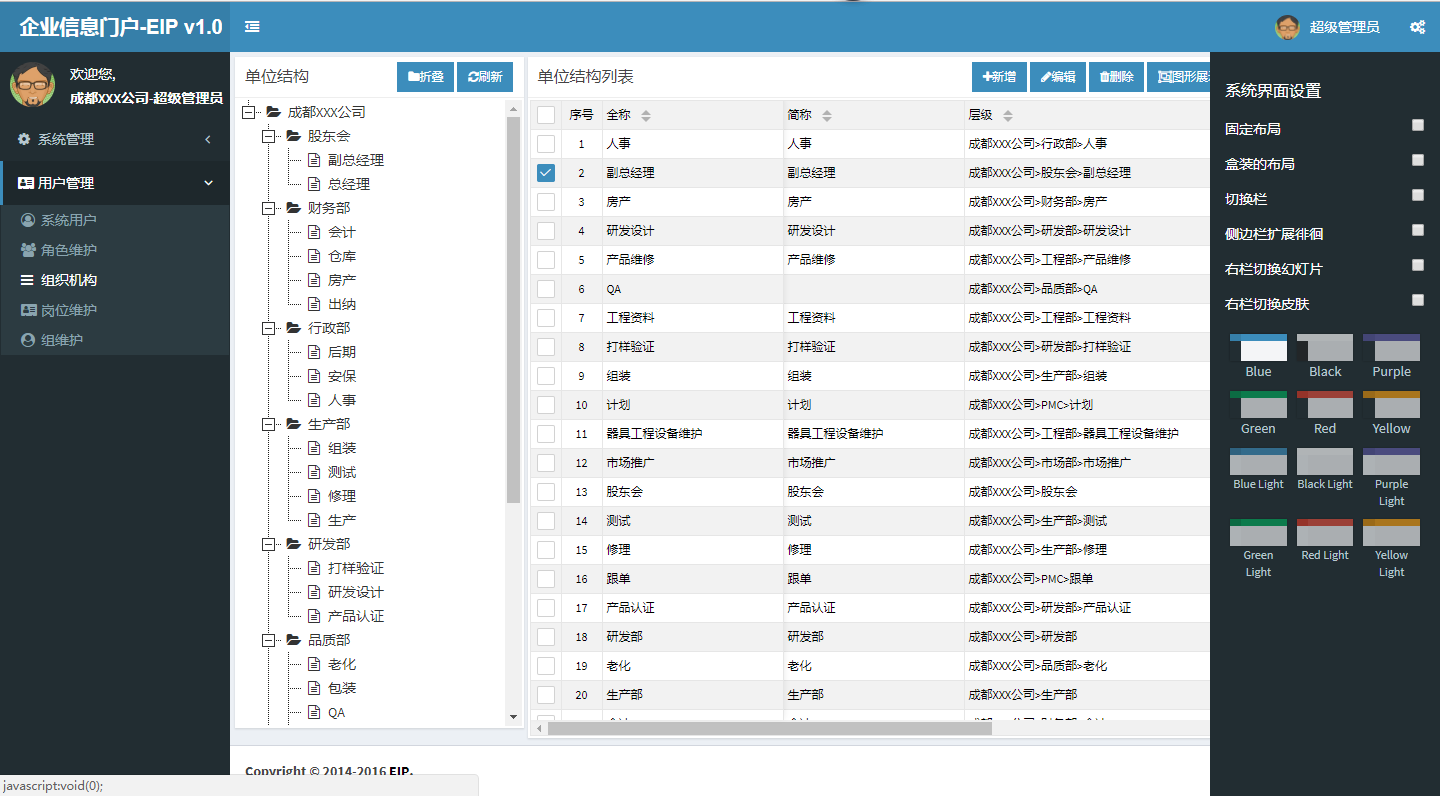 企业信息门户-EIP v1.0
超级管理员
欢迎您,
成都XXX公司-超级管理员
系统管理
用户管理
系统用户
角色维护
组织机构
岗位维护
组维护
单位结构
折叠
刷新
成都XXX公司
股东会
副总经理
总经理
财务部
会计
仓库
房产
出纳
行政部
后期
安保
人事
生产部
组装
测试
修理
生产
研发部
打样验证
研发设计
产品认证
品质部
老化
包装
QA
单位结构列表
新增
编辑
删除
图形展
序号 全称 简称 层级
1 人事 人事 成都XXX公司>行政部>人事
2 副总经理 副总经理 成都XXX公司>股东会>副总经理
3 房产 房产 成都XXX公司>财务部>房产
4 研发设计 研发设计 成都XXX公司>研发部>研发设计
5 产品维修 产品维修 成都XXX公司>工程部>产品维修
6 QA 成都XXX公司>品质部>QA
7 工程资料 工程资料 成都XXX公司>工程部>工程资料
8 打样验证 打样验证 成都XXX公司>研发部>打样验证
9 组装 组装 成都XXX公司>生产部>组装
10 计划 计划 成都XXX公司>PMC>计划
11 器具工程设备维护 器具工程设备维护 成都XXX公司>工程部>器具工程设备维护
12 市场推广 市场推广 成都XXX公司>市场部>市场推广
13 股东会 股东会 成都XXX公司>股东会
14 测试 测试 成都XXX公司>生产部>测试
15 修理 修理 成都XXX公司>生产部>修理
16 跟单 跟单 成都XXX公司>PMC>跟单
17 产品认证 产品认证 成都XXX公司>研发部>产品认证
18 研发部 研发部 成都XXX公司>研发部
19 老化 老化 成都XXX公司>品质部>老化
20 生产部 生产部 成都XXX公司>生产部
系统界面设置
固定布局
盒装的布局
切换栏
侧边栏扩展徘徊
右栏切换幻灯片
右栏切换皮肤
Blue Black Purple
Green Red Yellow
Blue Light Black Light Purple
Light
Green Red Light Yellow
Light Light
Copyright © 2014-2016 EIP.
javascript:void(0);